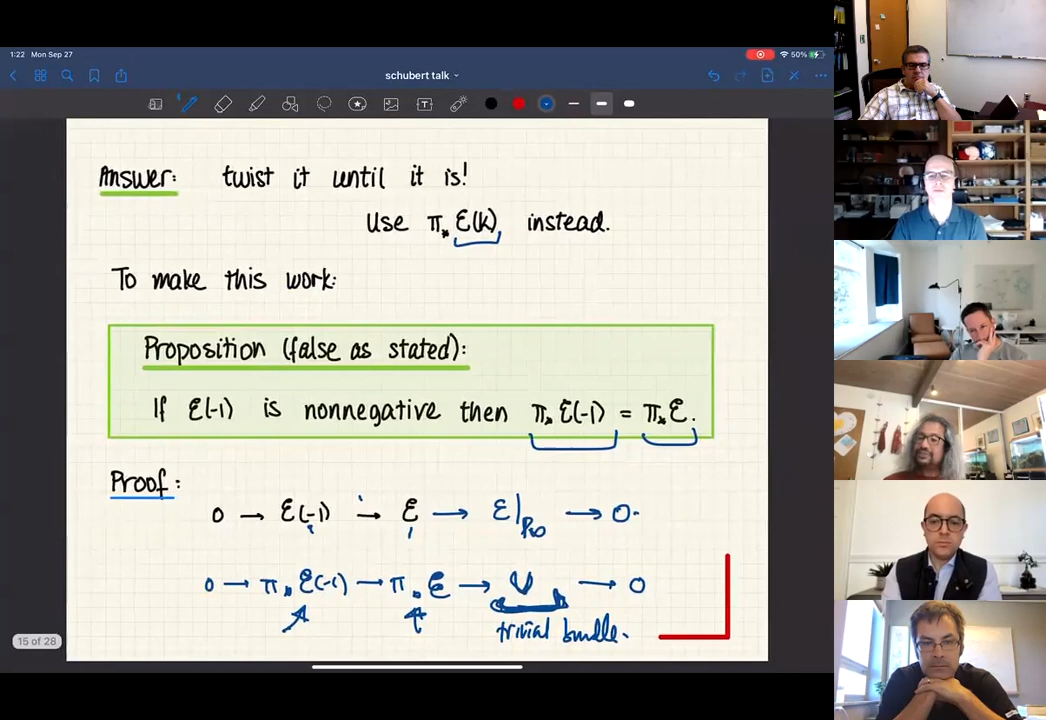 1:22 Mon Sep 27
50%
schubert talk
Answer: twist it until it is!
Use π* ℰ(k) instead.
To make this work:
Proposition (false as stated):
If ℰ(-1) is nonnegative then π* ℰ(-1) = π* ℰ.
Proof:
0 → ℰ(-1) → ℰ → ℰ|P∞ → 0
0 → π* ℰ(-1) → π* ℰ → V → 0
trivial bundle.
15 of 28